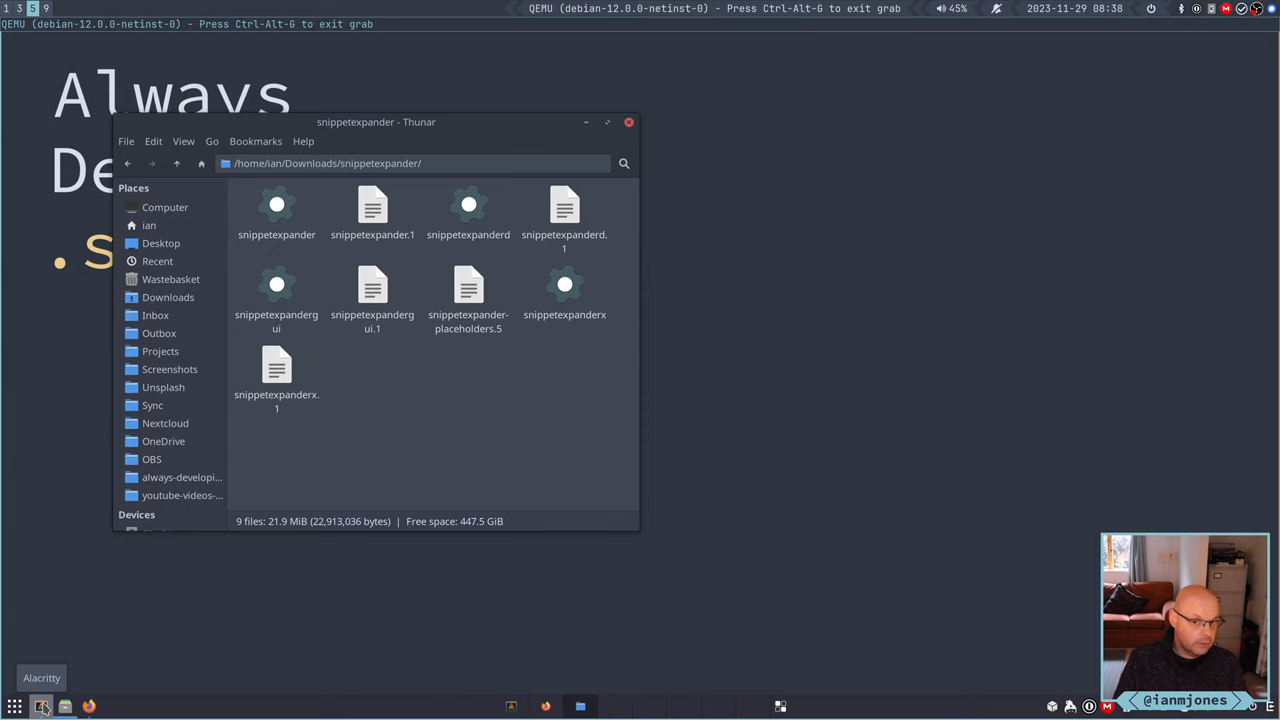 1 3 5 9
QEMU (debian-12.0.0-netinst-0) - Press Ctrl-Alt-G to exit grab
45%
2023-11-29 08:38
QEMU (debian-12.0.0-netinst-0) - Press Ctrl-Alt-G to exit grab
Always
De
.s
snippetexpander - Thunar
File Edit View Go Bookmarks Help
/home/ian/Downloads/snippetexpander/
Places
Computer
ian
Desktop
Recent
Wastebasket
Downloads
Inbox
Outbox
Projects
Screenshots
Unsplash
Sync
Nextcloud
OneDrive
OBS
always-developi...
youtube-videos-...
Devices
snippetexpander
snippetexpander.1
snippetexpanderd
snippetexpanderd.
1
snippetexpanderg
ui
snippetexpanderg
ui.1
snippetexpander-
placeholders.5
snippetexpanderx
snippetexpanderx.
1
9 files: 21.9 MiB (22,913,036 bytes) | Free space: 447.5 GiB
Alacritty
@ianmjones